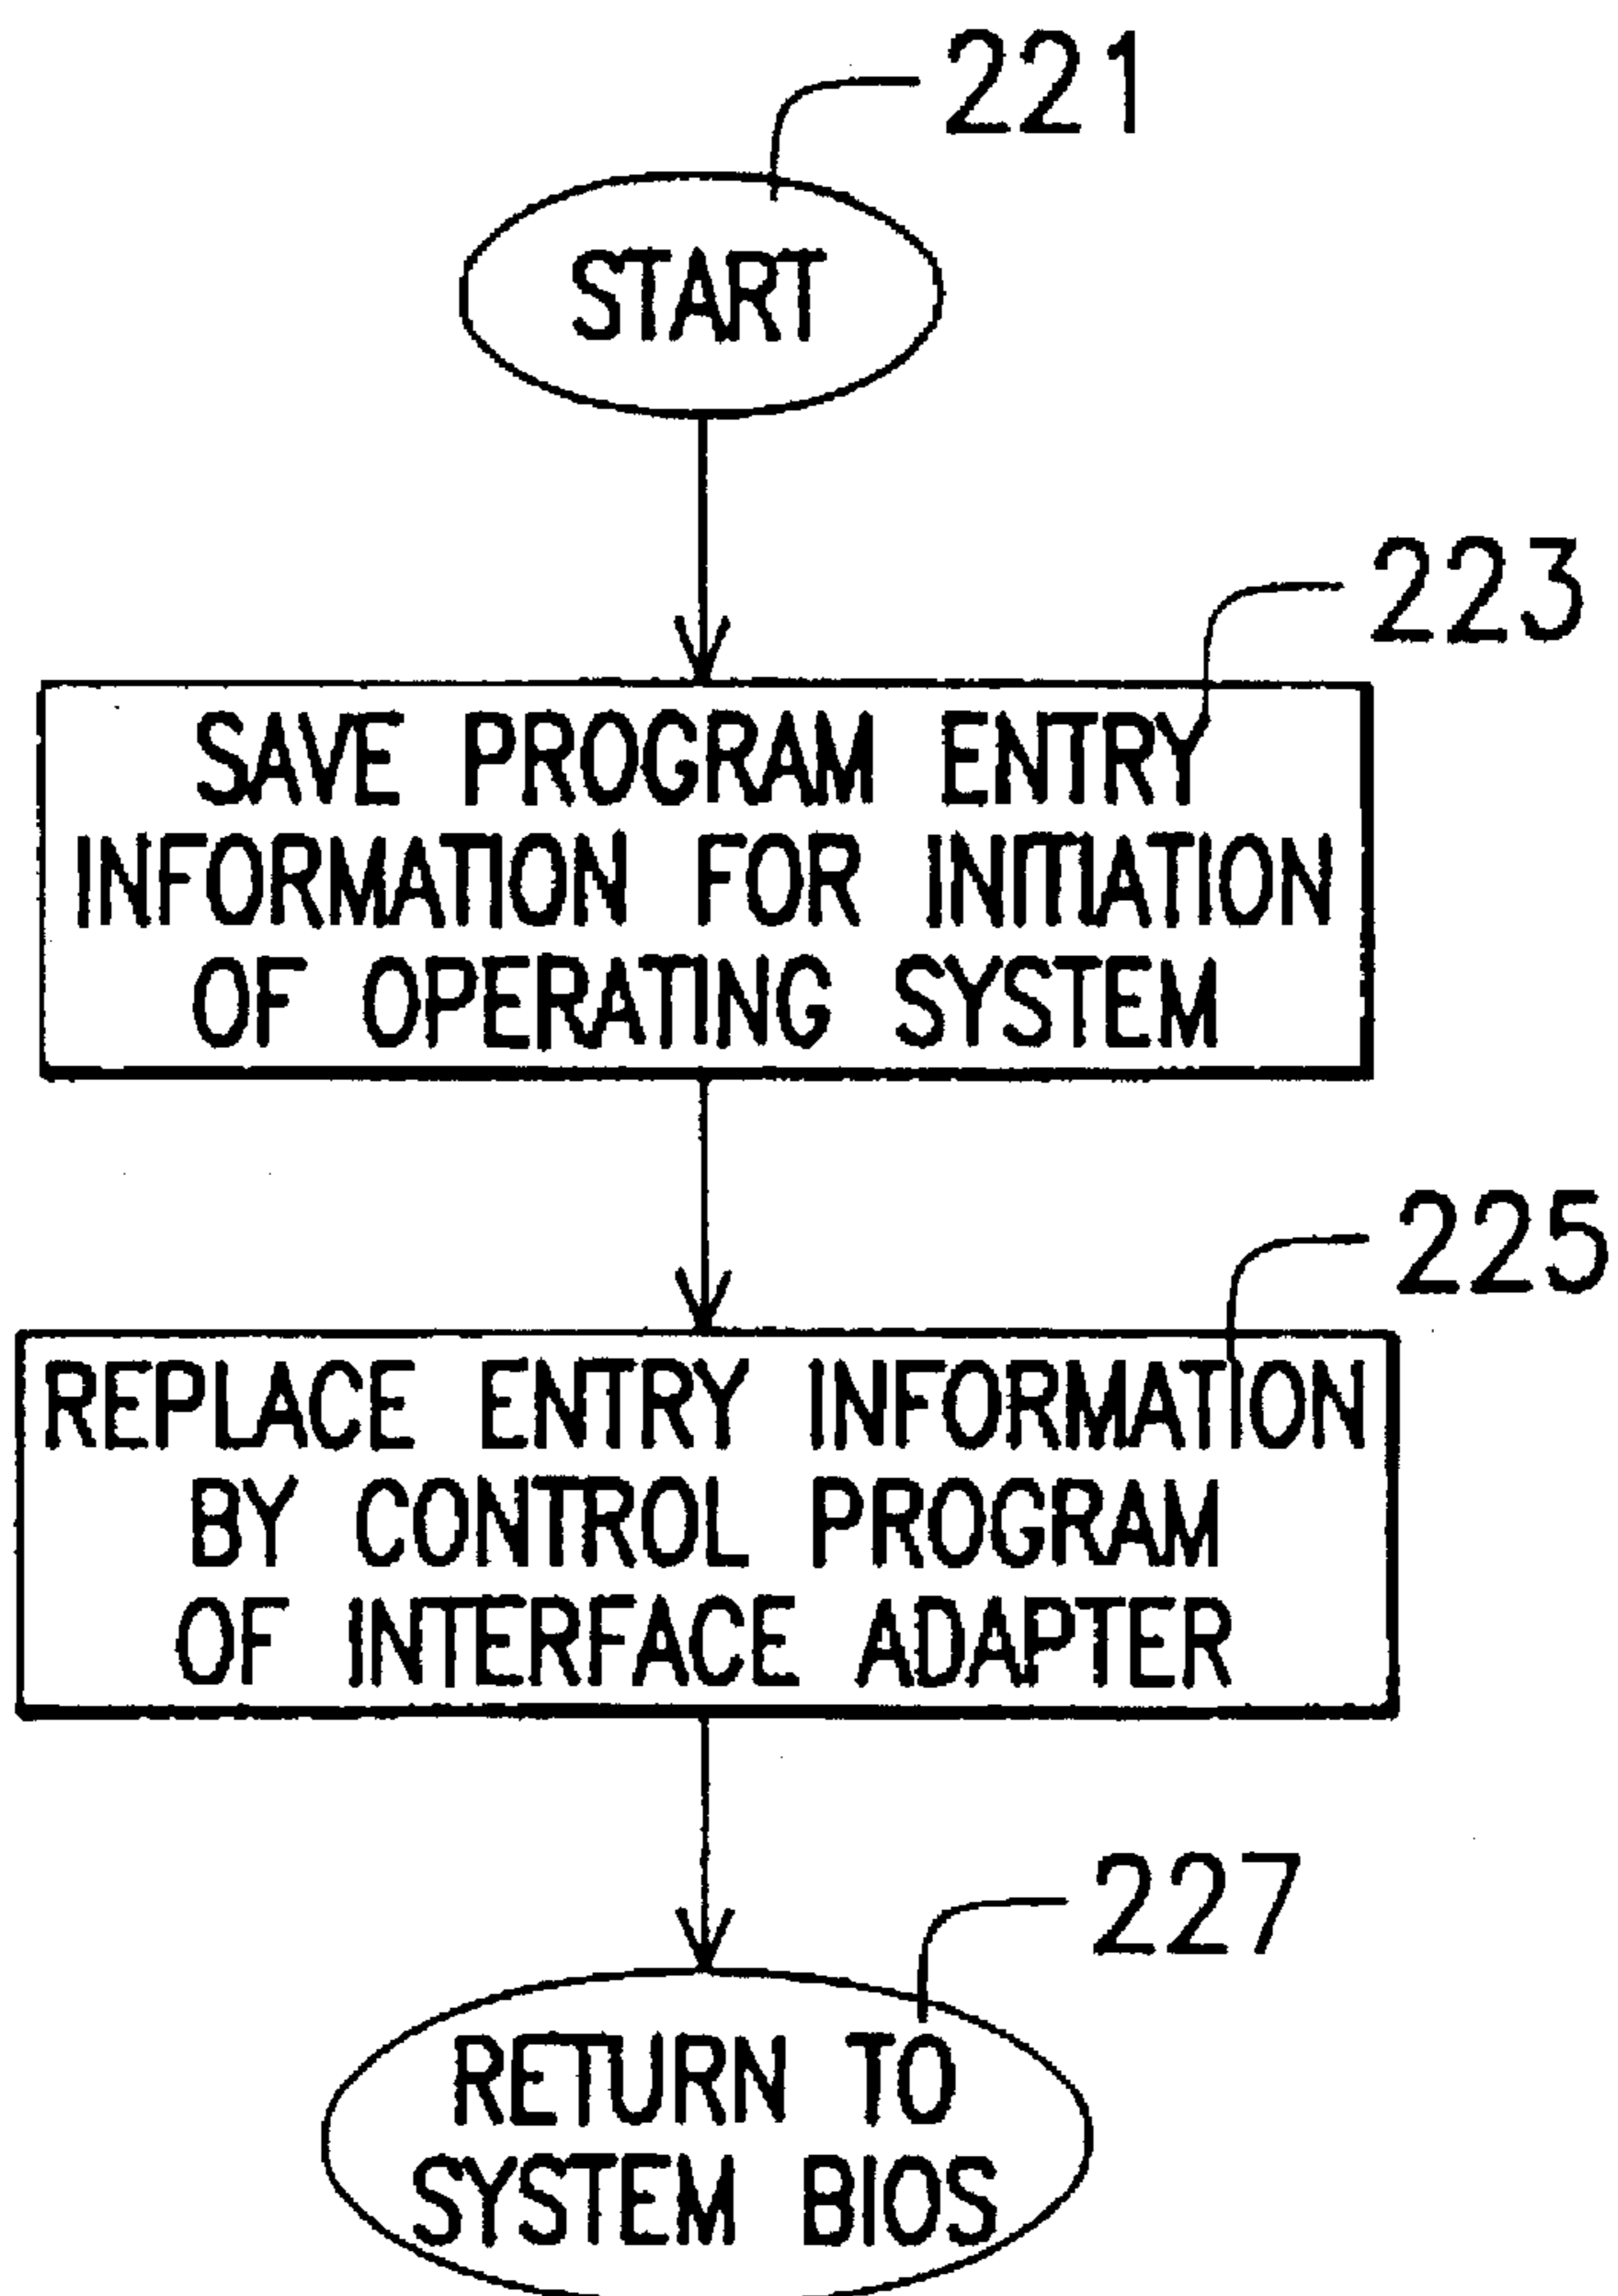 221
START
223
SAVE PROGRAM ENTRY
INFORMATION FOR INITIATION
OF OPERATING SYSTEM
225
REPLACE ENTRY INFORMATION
BY CONTROL PROGRAM
OF INTERFACE ADAPTER
227
RETURN TO
SYSTEM BIOS